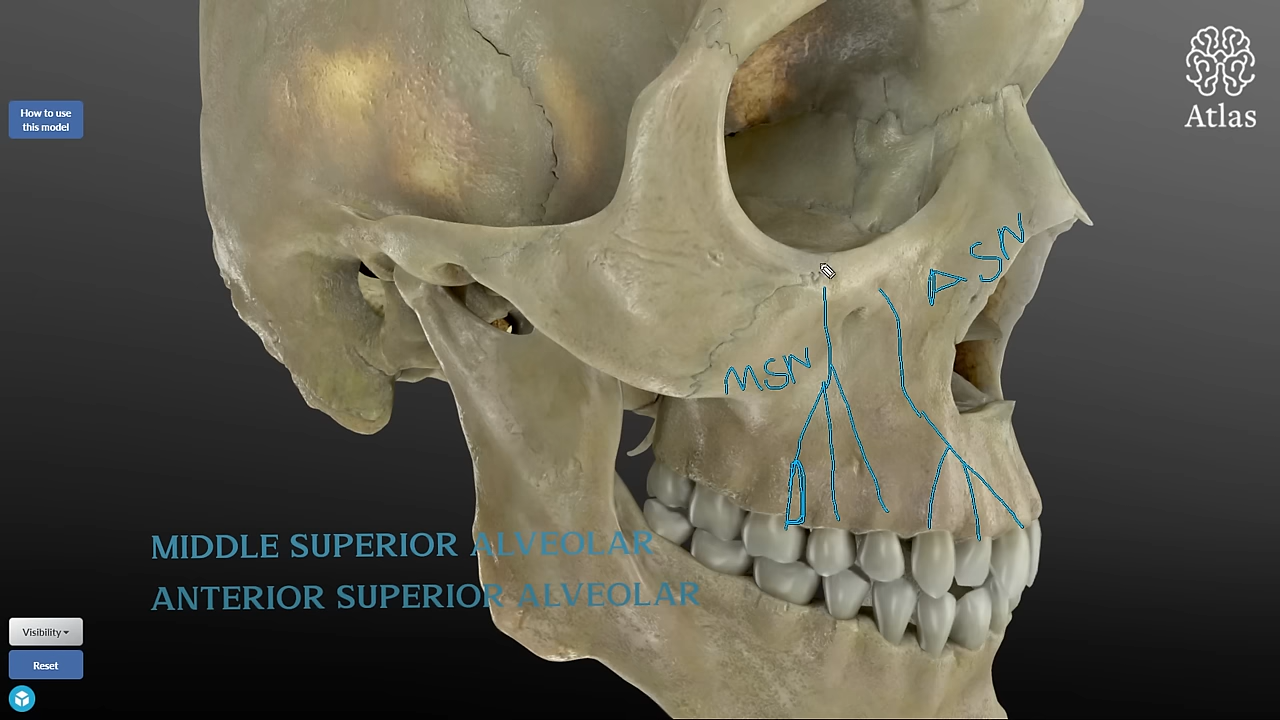 How to use
this model
Atlas
ASN
MSN
MIDDLE SUPERIOR ALVEOLAR
ANTERIOR SUPERIOR ALVEOLAR
Visibility
Reset